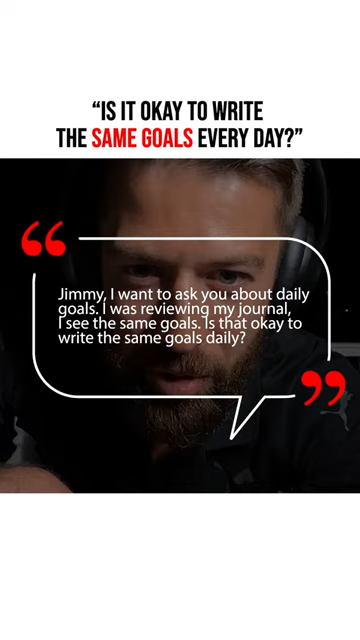 “IS IT OKAY TO WRITE
THE SAME GOALS EVERY DAY?”
Jimmy, I want to ask you about daily
goals. I was reviewing my journal,
I see the same goals. Is that okay to
write the same goals daily?